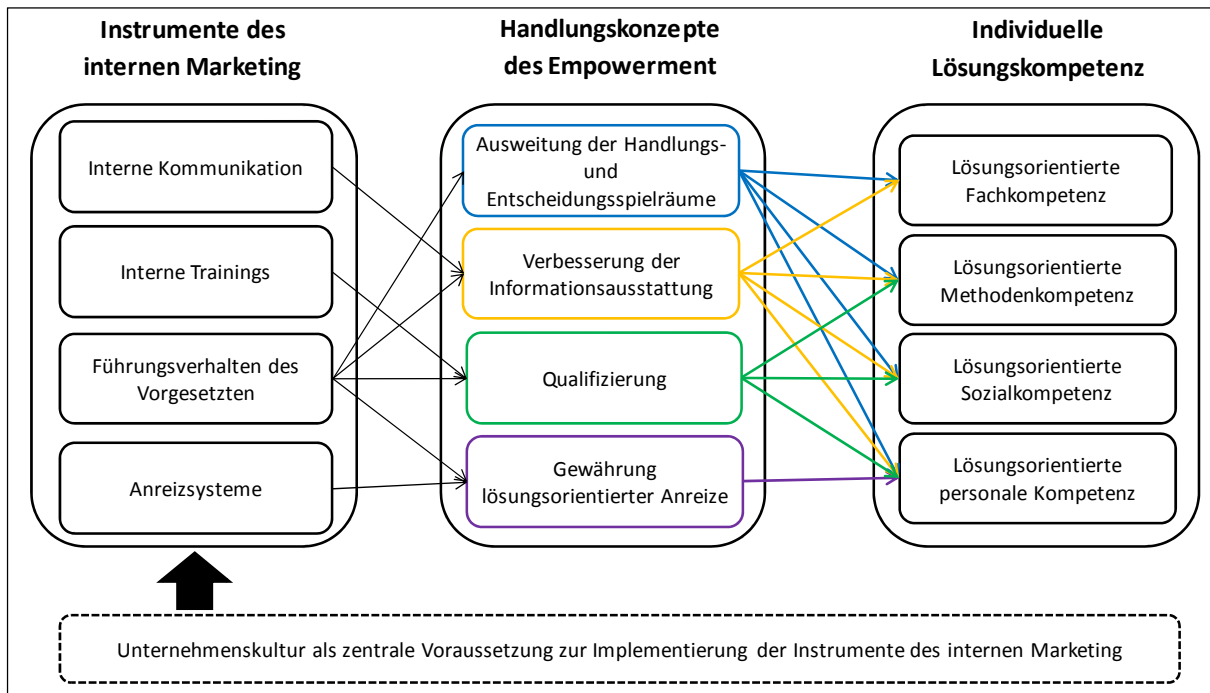 Instrumente des
internen Marketing
Handlungskonzepte
des Empowerment
Individuelle
Lösungskompetenz
Interne Kommunikation
Interne Trainings
Führungsverhalten des
Vorgesetzten
Anreizsysteme
Ausweitung der Handlungs-
und
Entscheidungsspielräume
Verbesserung der
Informationsausstattung
Qualifizierung
Gewährung
lösungsorientierter Anreize
Lösungsorientierte
Fachkompetenz
Lösungsorientierte
Methodenkompetenz
Lösungsorientierte
Sozialkompetenz
Lösungsorientierte
personale Kompetenz
Unternehmenskultur als zentrale Voraussetzung zur Implementierung der Instrumente des internen Marketing